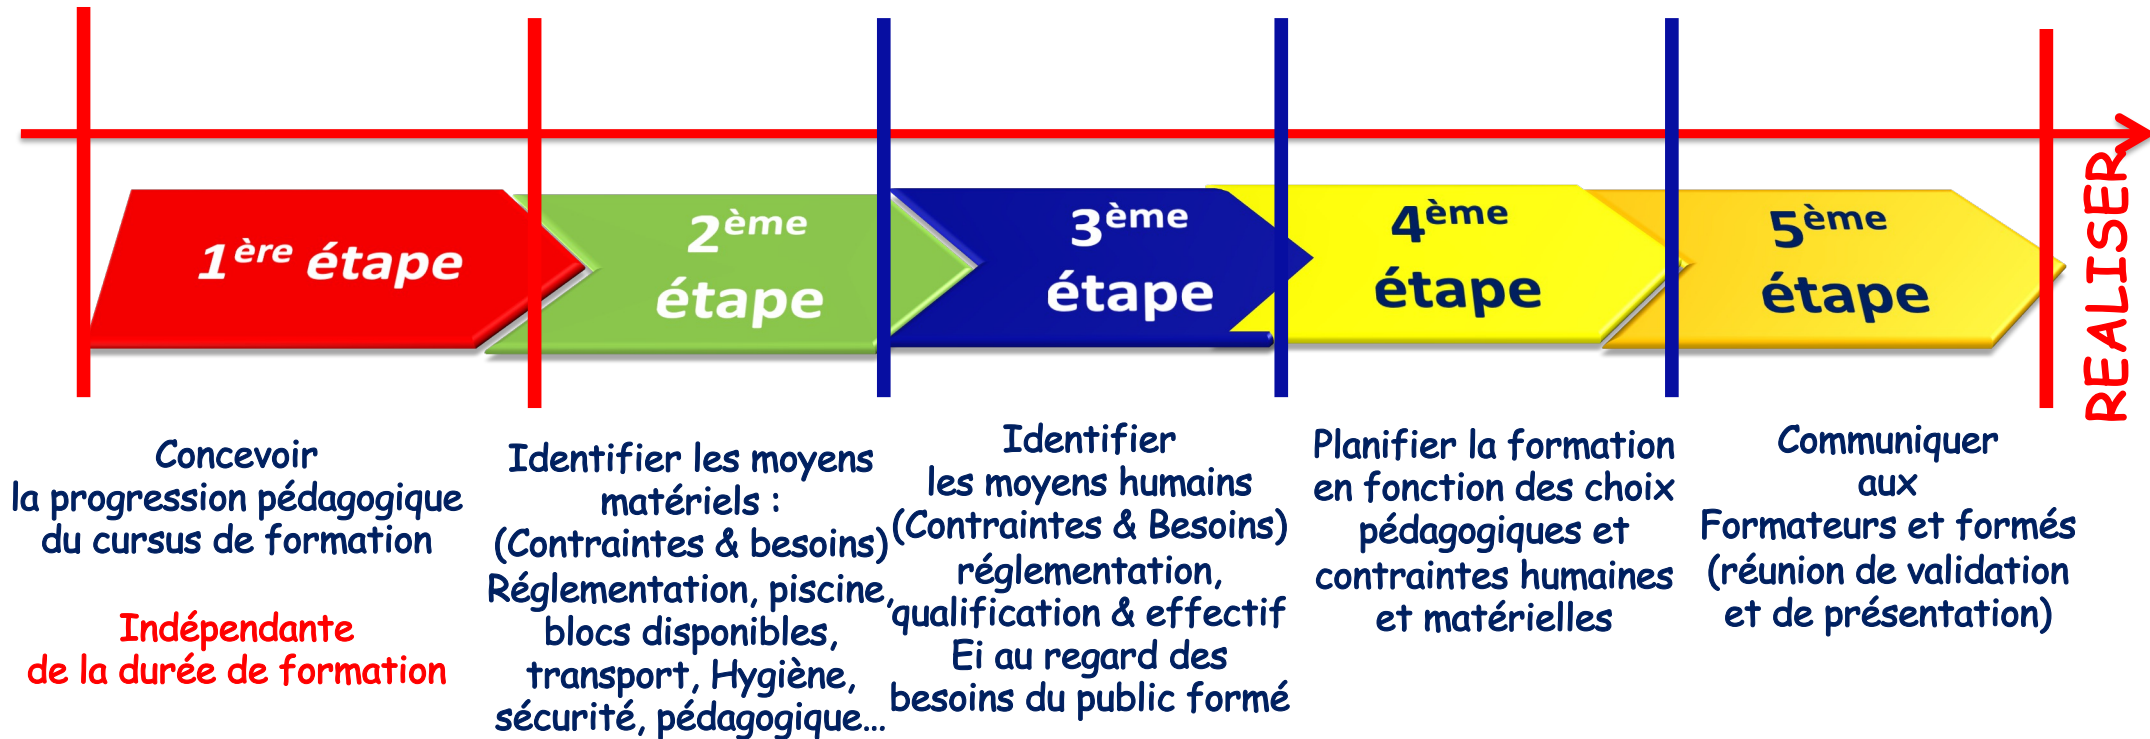 1ère étape
2ème
étape
3ème
étape
4ème
étape
5ème
étape
REALISER
Concevoir
la progression pédagogique
du cursus de formation
Indépendante
de la durée de formation
Identifier les moyens
matériels :
(Contraintes & besoins)
Réglementation, piscine,
blocs disponibles,
transport, Hygiène,
sécurité, pédagogique...
Identifier
les moyens humains
(Contraintes & Besoins)
réglementation,
qualification & effectif
Ei au regard des
besoins du public formé
Planifier la formation
en fonction des choix
pédagogiques et
contraintes humaines
et matérielles
Communiquer
aux
Formateurs et formés
(réunion de validation
et de présentation)